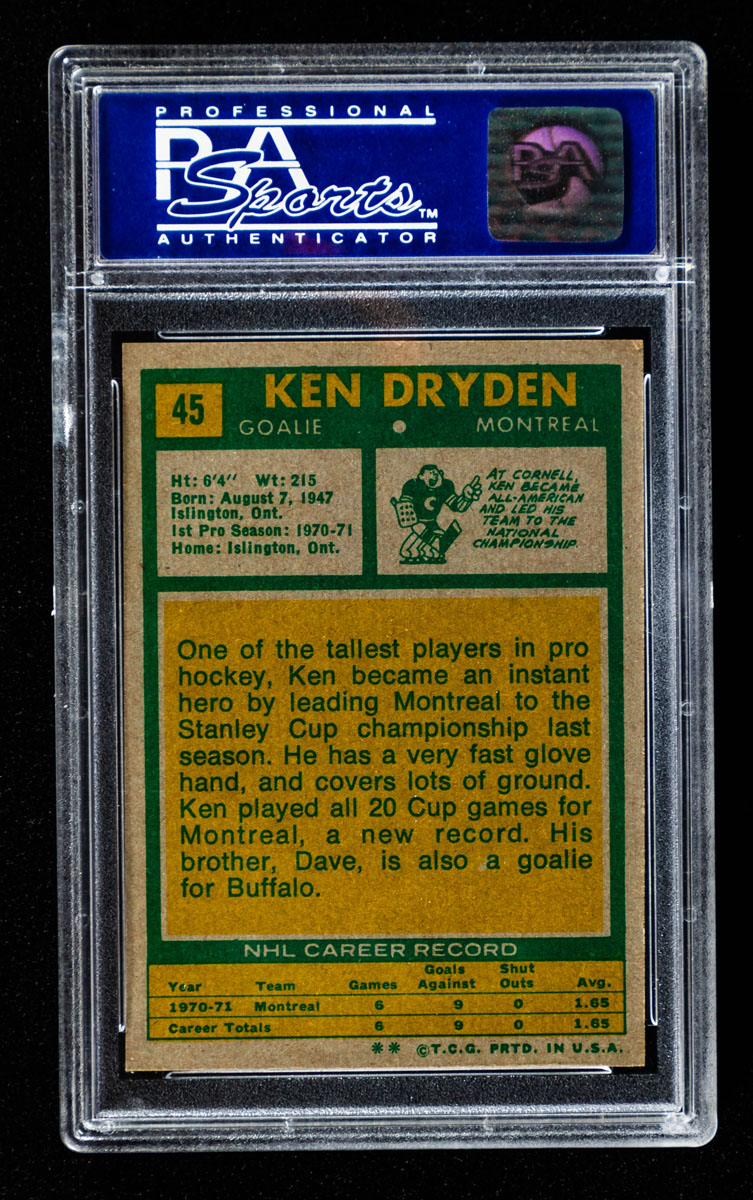 PROFESSIONAL
PSA
Sports™
AUTHENTICATOR
PSA
45
KEN DRYDEN
GOALIE • MONTREAL
Ht: 6'4'' Wt: 215
Born: August 7, 1947
Islington, Ont.
1st Pro Season: 1970-71
Home: Islington, Ont.
AT CORNELL,
KEN BECAME
ALL-AMERICAN
AND LED HIS
TEAM TO THE
NATIONAL
CHAMPIONSHIP.
C
One of the tallest players in pro
hockey, Ken became an instant
hero by leading Montreal to the
Stanley Cup championship last
season. He has a very fast glove
hand, and covers lots of ground.
Ken played all 20 Cup games for
Montreal, a new record. His
brother, Dave, is also a goalie
for Buffalo.
NHL CAREER RECORD
Year Team Games Goals Against Shut Outs Avg.
1970-71 Montreal 6 9 0 1.65
Career Totals 6 9 0 1.65
** ©T.C.G. PRTD. IN U.S.A.